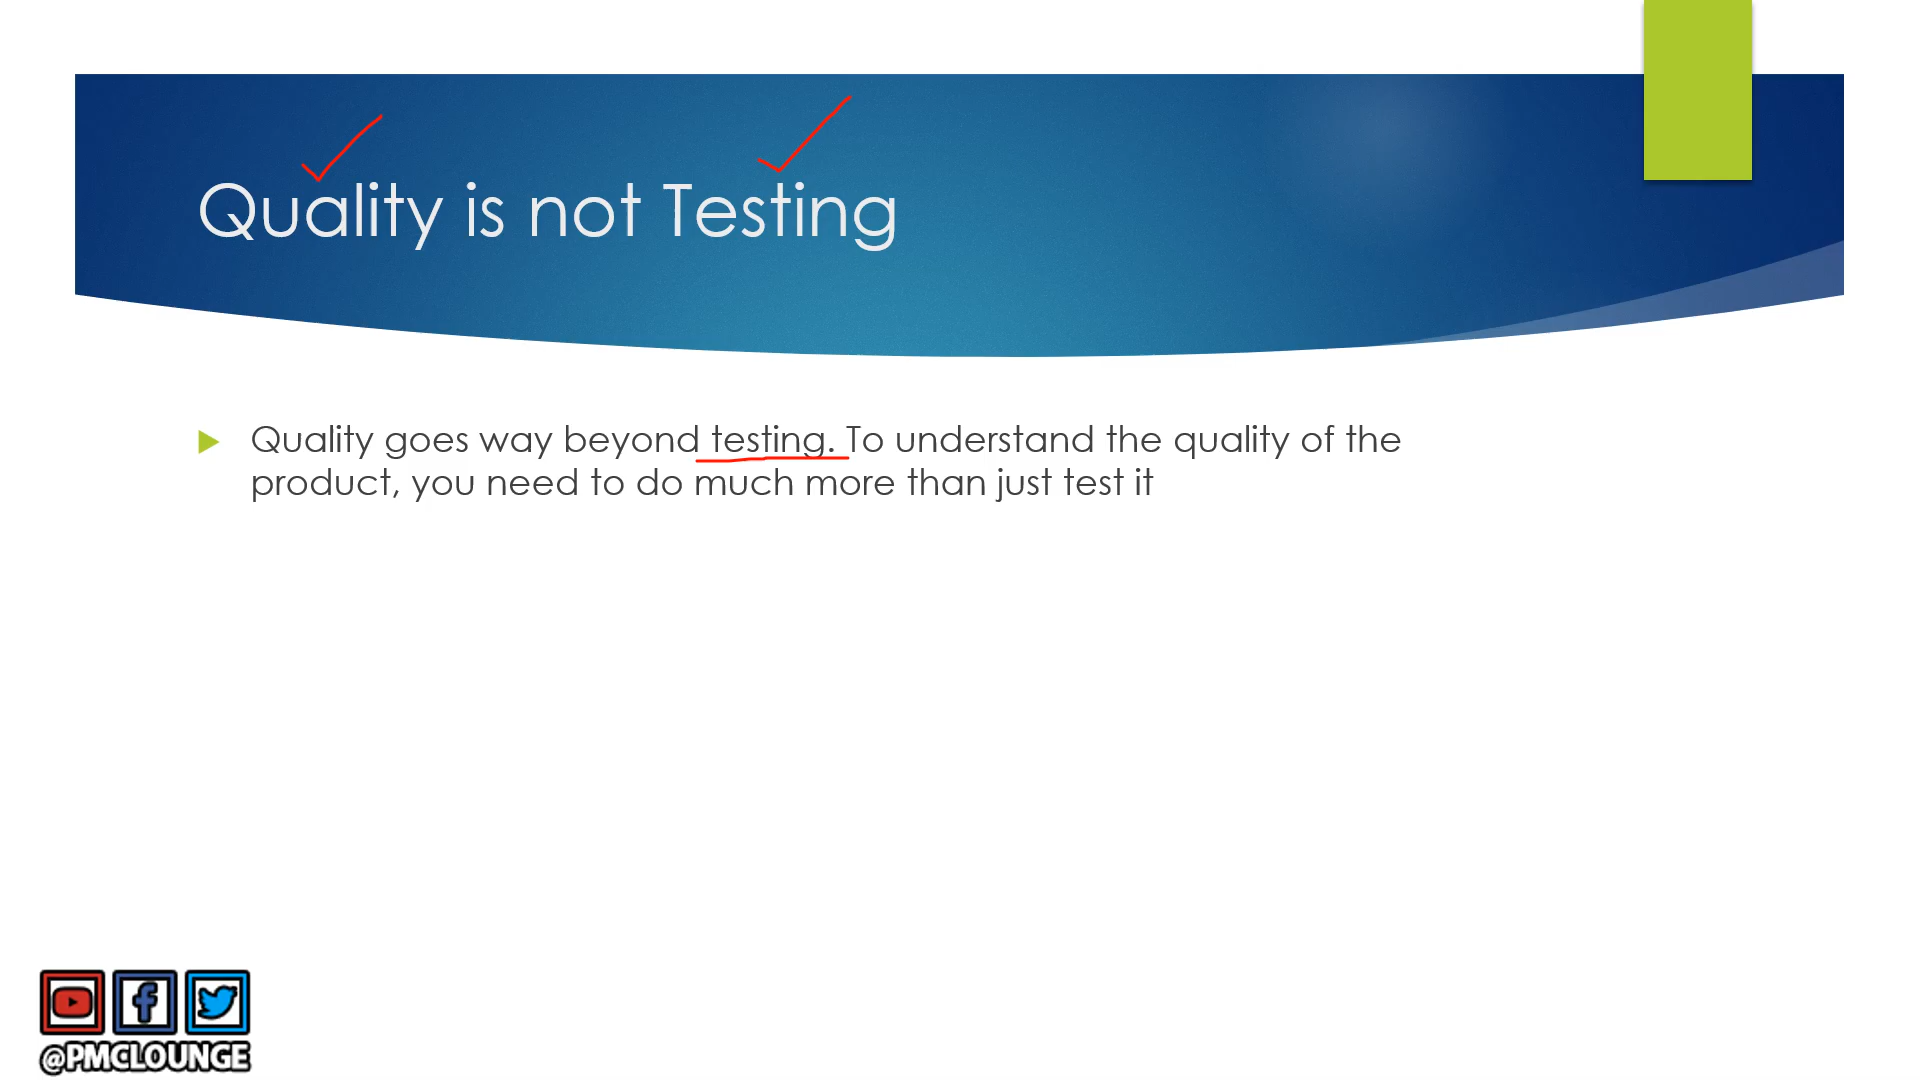 Quality is not Testing
Quality goes way beyond testing. To understand the quality of the
product, you need to do much more than just test it
@PMCLOUNGE